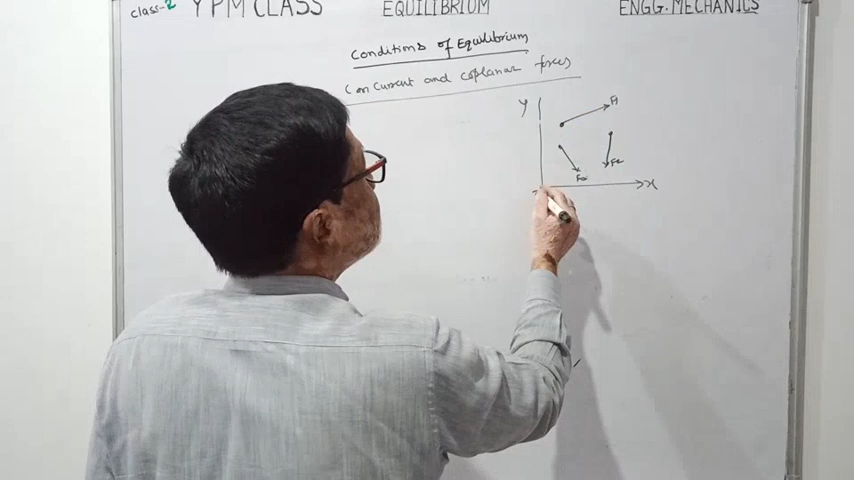 class-2 YPM CLASS EQUILIBRIUM ENGG. MECHANICS
Conditions of Equilibrium
Concurrent and coplanar forces
Y
F1
F2
X